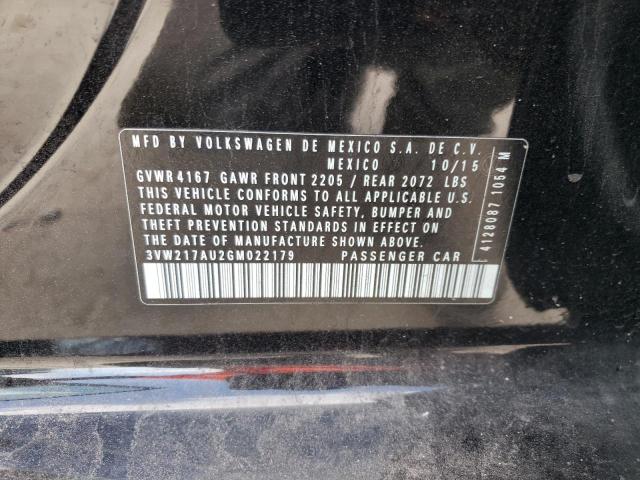 MFD BY VOLKSWAGEN DE MEXICO S.A. DE C.V.
MEXICO 10/15
GVWR 4167 GAWR FRONT 2205 / REAR 2072 LBS
THIS VEHICLE CONFORMS TO ALL APPLICABLE U.S.
FEDERAL MOTOR VEHICLE SAFETY, BUMPER AND
THEFT PREVENTION STANDARDS IN EFFECT ON
THE DATE OF MANUFACTURE SHOWN ABOVE.
3VW217AU2GM022179 PASSENGER CAR
4128087 1054 M